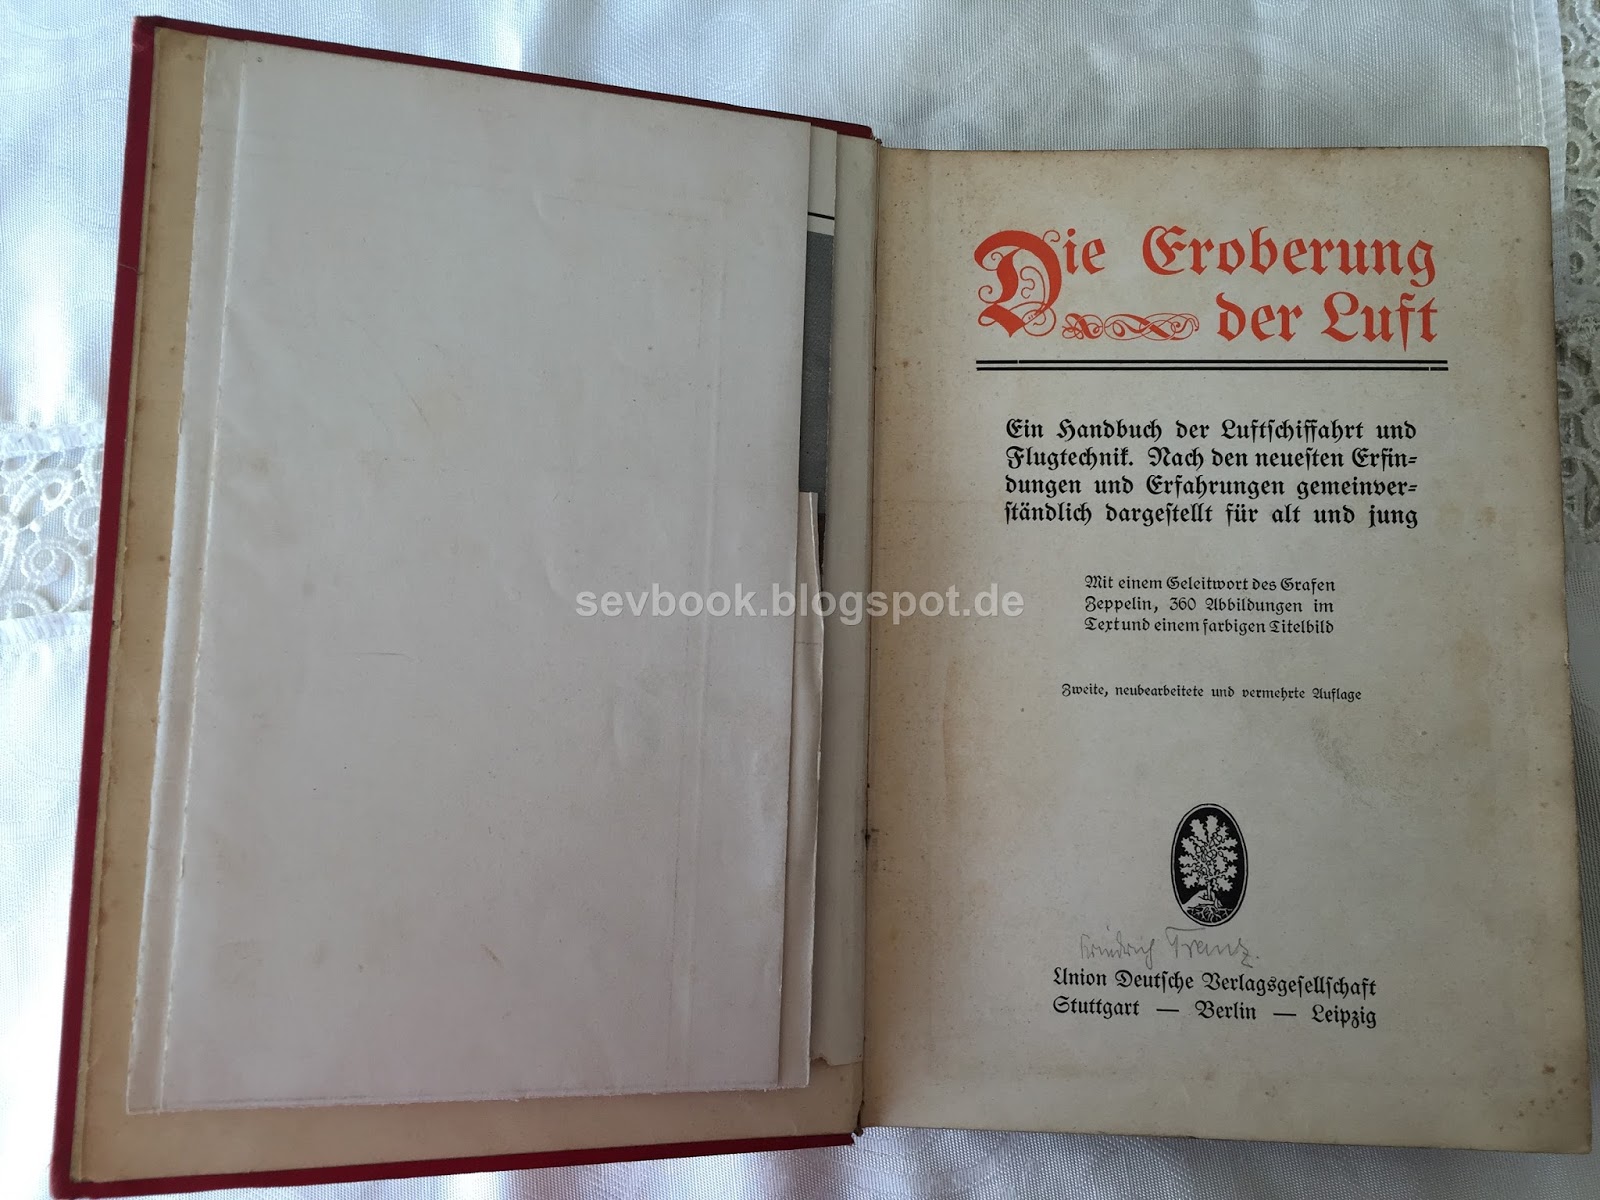 Die Eroberung
der Luft
Ein Handbuch der Luftschiffahrt und
Flugtechnik. Nach den neuesten Erfin-
dungen und Erfahrungen gemeinver-
ständlich dargestellt für alt und jung
Mit einem Geleitwort des Grafen
Zeppelin, 360 Abbildungen im
Text und einem farbigen Titelbild
sevbook.blogspot.de
Zweite, neubearbeitete und vermehrte Auflage
Friedrich Franz.
Union Deutsche Verlagsgesellschaft
Stuttgart — Berlin — Leipzig